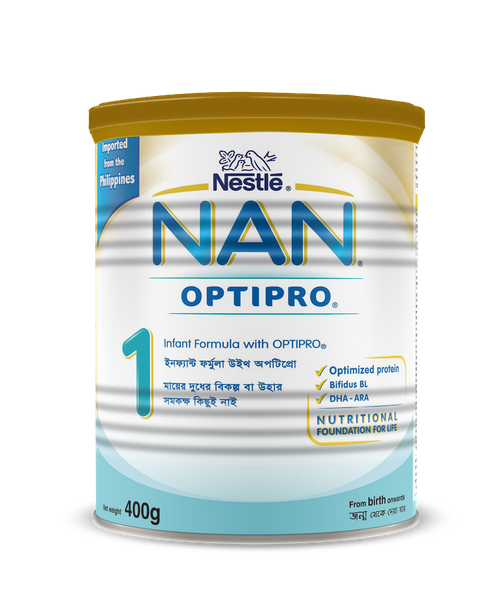 Imported
from the
Philippines
Nestlé®
NAN®
OPTIPRO®
1
Infant Formula with OPTIPRO®
ইনফ্যান্ট ফর্মুলা উইথ অপটিপ্রো
মায়ের দুধের বিকল্প বা উহার
সমকক্ষ কিছুই নাই
✓ Optimized protein
✓ Bifidus BL
✓ DHA - ARA
NUTRITIONAL
FOUNDATION FOR LIFE
Net weight 400g
From birth onwards
জন্ম থেকে দেয়া যায়